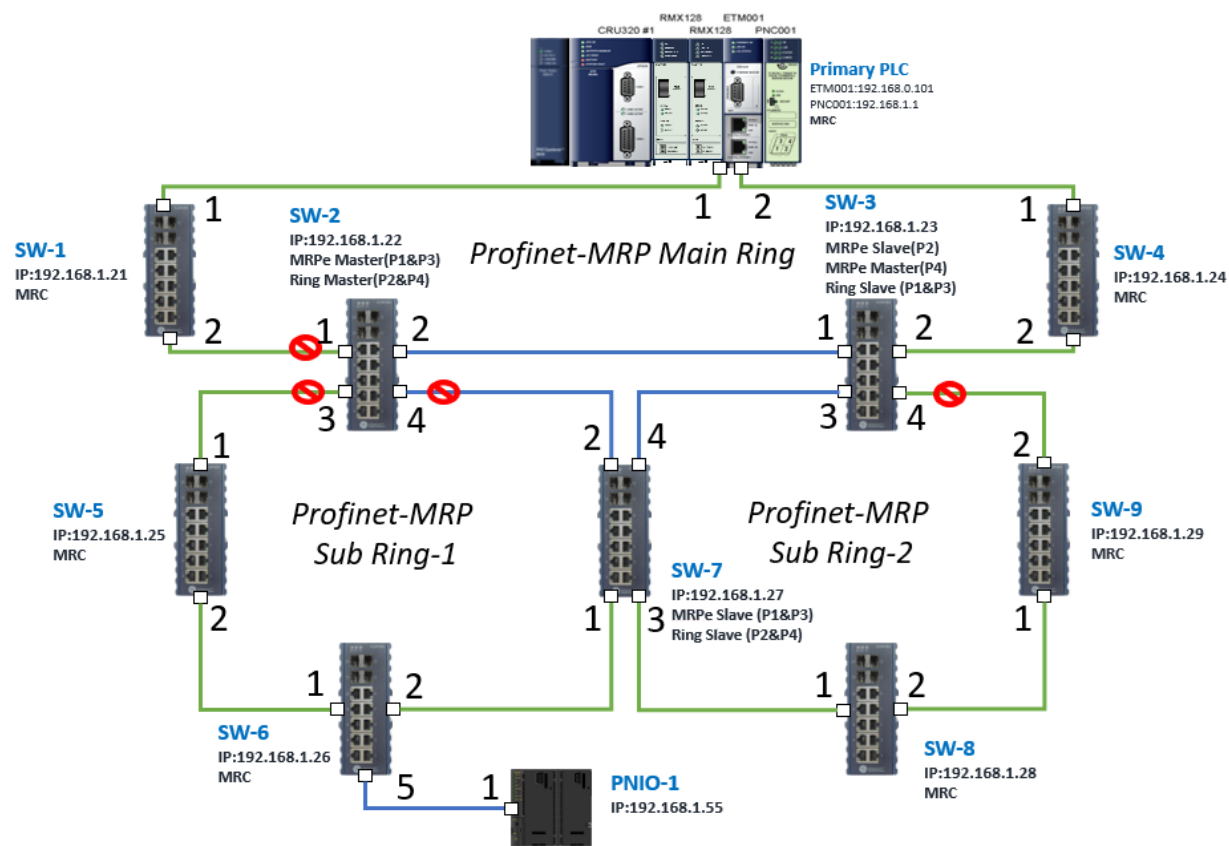 RMX128 ETM001
CRU320 #1 RMX128 PNC001
Primary PLC
ETM001:192.168.0.101
PNC001:192.168.1.1
MRC
1 2
1
SW-1
IP:192.168.1.21
MRC
2
SW-2
IP:192.168.1.22
MRPe Master(P1&P3)
Ring Master(P2&P4)
Profinet-MRP Main Ring
SW-3
IP:192.168.1.23
MRPe Slave(P2)
MRPe Master(P4)
Ring Slave (P1&P3)
1
SW-4
IP:192.168.1.24
MRC
2
1 2
3 4
1 2
3 4
1
SW-5
IP:192.168.1.25
MRC
2
Profinet-MRP
Sub Ring-1
2 4
SW-7
IP:192.168.1.27
MRPe Slave (P1&P3)
Ring Slave (P2&P4)
1 3
Profinet-MRP
Sub Ring-2
2
SW-9
IP:192.168.1.29
MRC
1
1 2
SW-6
IP:192.168.1.26
MRC
5
1
PNIO-1
IP:192.168.1.55
1 2
SW-8
IP:192.168.1.28
MRC